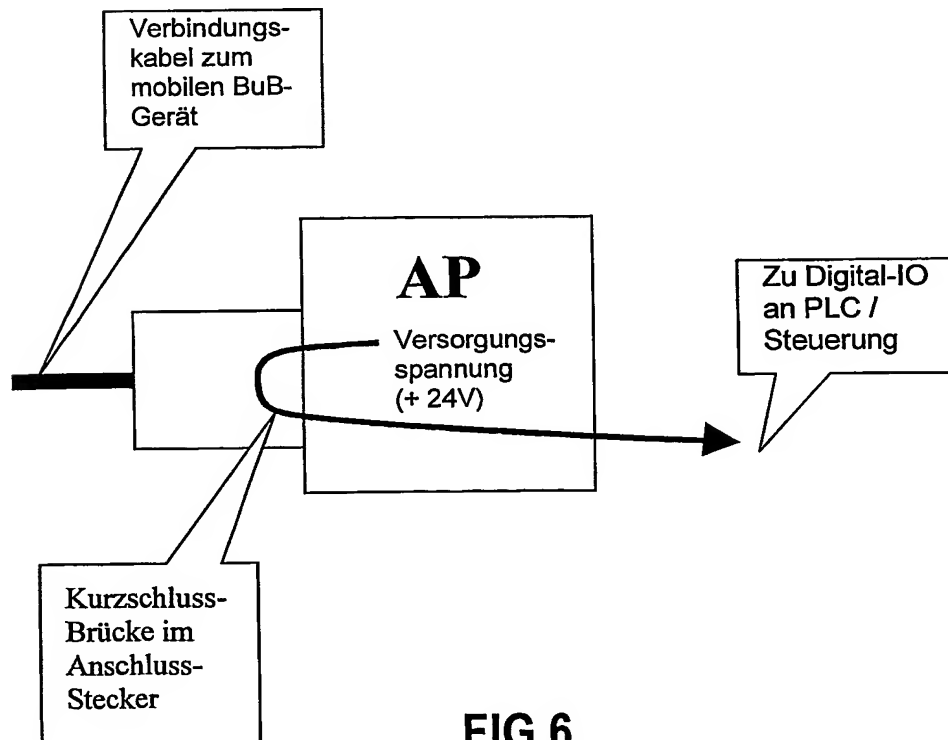 Verbindungs-
kabel zum
mobilen BuB-
Gerät
AP
Versorgungs-
spannung
(+ 24V)
Zu Digital-IO
an PLC /
Steuerung
Kurzschluss-
Brücke im
Anschluss-
Stecker
FIG 6